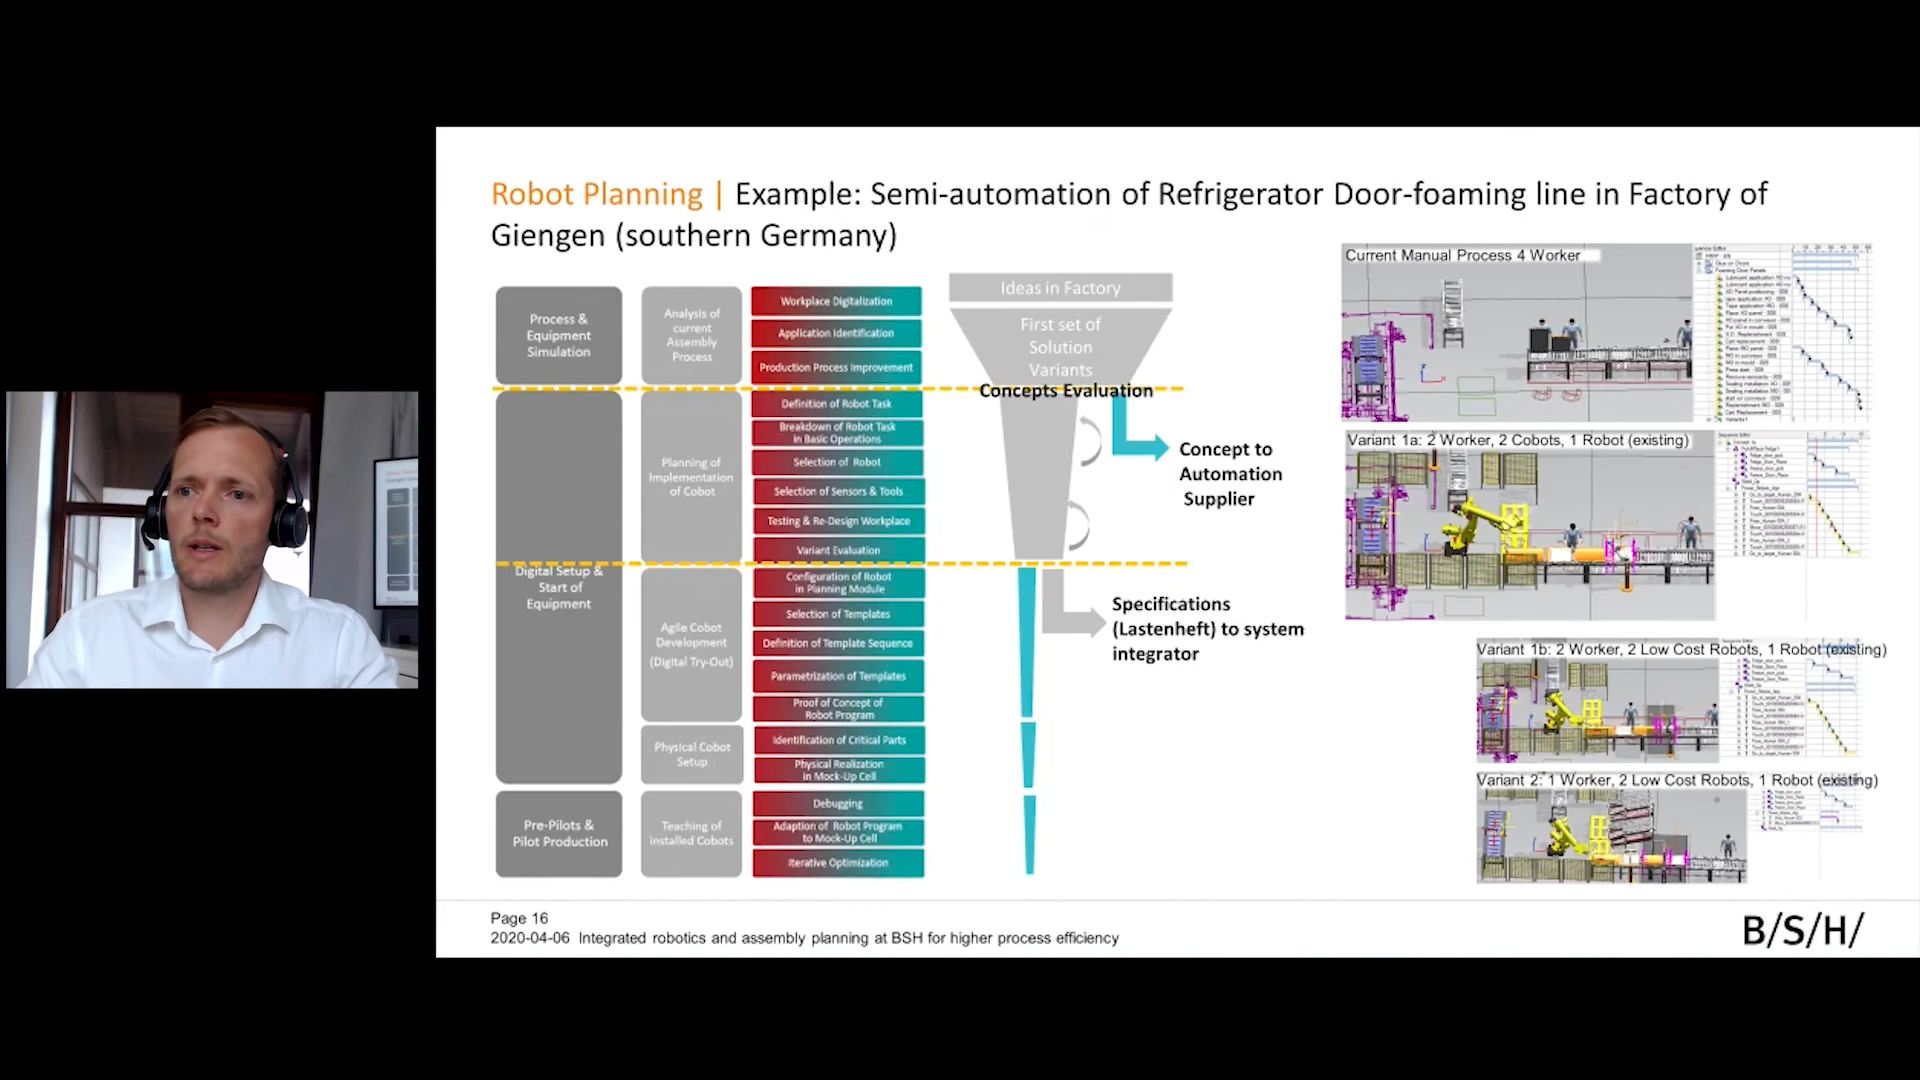 Robot Planning | Example: Semi-automation of Refrigerator Door-foaming line in Factory of
Giengen (southern Germany)
Process &
Equipment
Simulation
Analysis of
current
Assembly
Process
Workplace Digitalization
Application Identification
Production Process Improvement
Digital Setup &
Start of
Equipment
Planning of
Implementation
of Cobot
Definition of Robot Task
Breakdown of Robot Task
in Basic Operations
Selection of Robot
Selection of Sensors & Tools
Testing & Re-Design Workplace
Variant Evaluation
Agile Cobot
Development
(Digital Try-Out)
Configuration of Robot
in Planning Module
Selection of Templates
Definition of Template Sequence
Parametrization of Templates
Proof of Concept of
Robot Program
Physical Cobot
Setup
Identification of Critical Parts
Physical Realization
in Mock-Up Cell
Pre-Pilots &
Pilot Production
Teaching of
installed Cobots
Debugging
Adaption of Robot Program
to Mock-Up Cell
Iterative Optimization
Ideas in Factory
First set of
Solution
Variants
Concepts Evaluation
Concept to
Automation
Supplier
Specifications
(Lastenheft) to system
integrator
Current Manual Process 4 Worker
Variant 1a: 2 Worker, 2 Cobots, 1 Robot (existing)
Variant 1b: 2 Worker, 2 Low Cost Robots, 1 Robot (existing)
Variant 2: 1 Worker, 2 Low Cost Robots, 1 Robot (existing)
Page 16
2020-04-06 Integrated robotics and assembly planning at BSH for higher process efficiency
B/S/H/